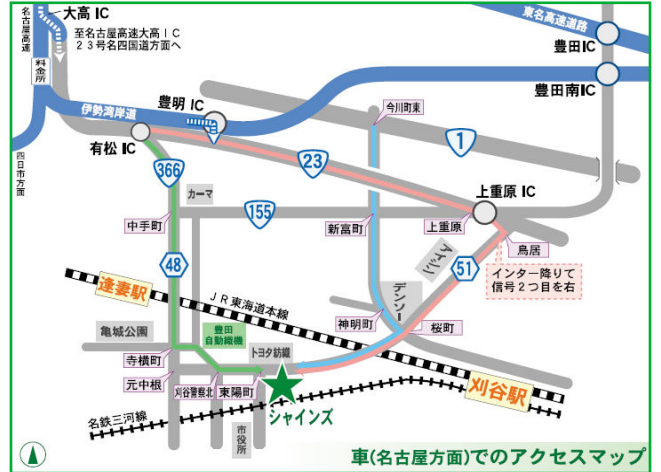 名古屋高速
大高 IC
至名古屋高速大高IC
23号名四国道方面へ
料金所
東名高速道路
豊田IC
豊田南IC
豊明 IC
伊勢湾岸道
今川町東
1
有松 IC
23
366
カーマ
上重原 IC
四日市方面
155
中手町
新富町
上重原
鳥居
アイシン
51
インター降りて
信号2つ目を右
48
デンソー
逢妻駅
JR東海道本線
神明町
桜町
亀城公園
豊田
自動織機
トヨタ紡織
寺横町
元中根
刈谷警察北
東陽町
刈谷駅
シャインズ
名鉄三河線
市役所
車(名古屋方面)でのアクセスマップ